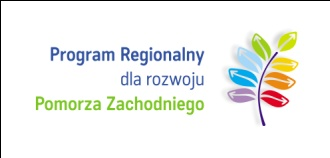 Program Regionalny
dla rozwoju
Pomorza Zachodniego